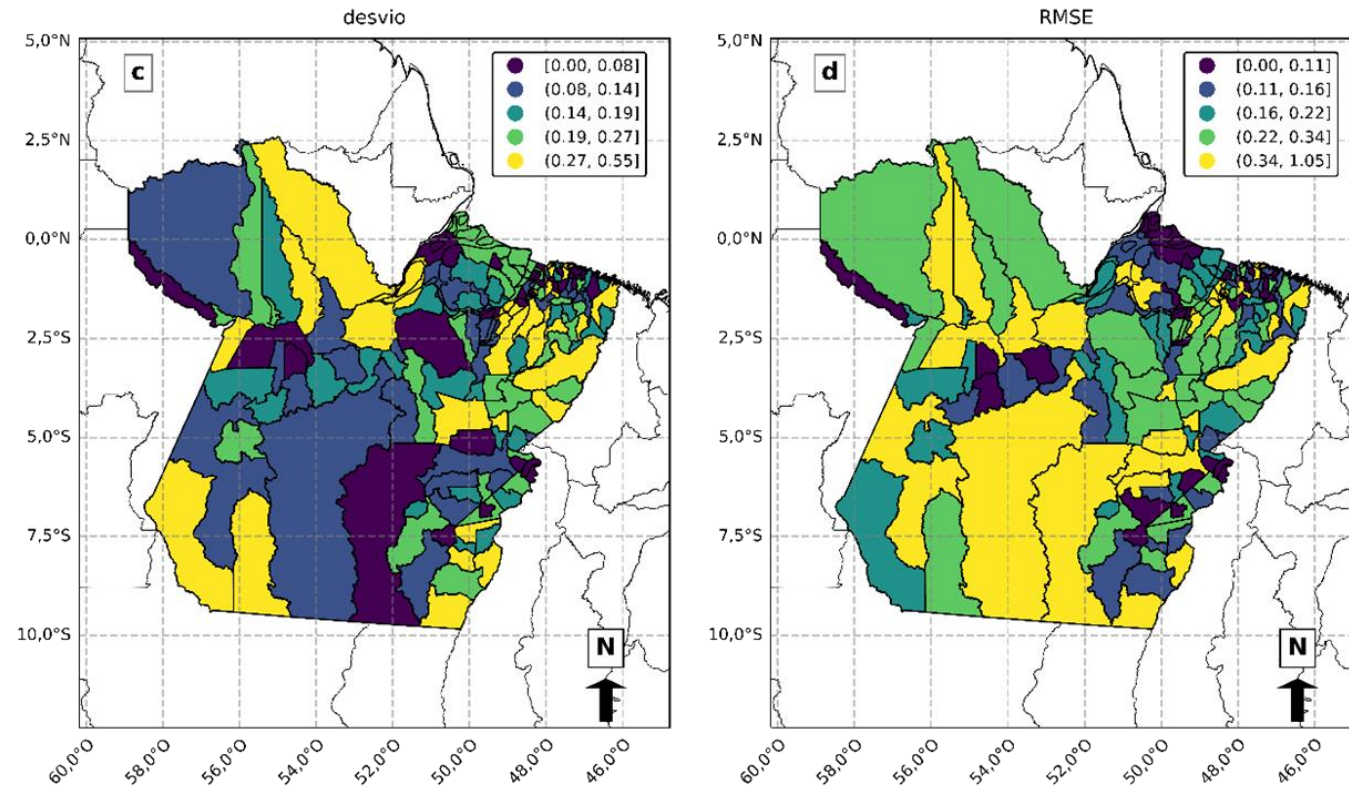 desvio
5,0°N
2,5°N
0,0°N
2,5°S
5,0°S
7,5°S
10,0°S
c
[0.00, 0.08]
(0.08, 0.14]
(0.14, 0.19]
(0.19, 0.27]
(0.27, 0.55]
N
60,0°O
58,0°O
56,0°O
54,0°O
52,0°O
50,0°O
48,0°O
46,0°O
RMSE
5,0°N
2,5°N
0,0°N
2,5°S
5,0°S
7,5°S
10,0°S
d
[0.00, 0.11]
(0.11, 0.16]
(0.16, 0.22]
(0.22, 0.34]
(0.34, 1.05]
N
60,0°O
58,0°O
56,0°O
54,0°O
52,0°O
50,0°O
48,0°O
46,0°O